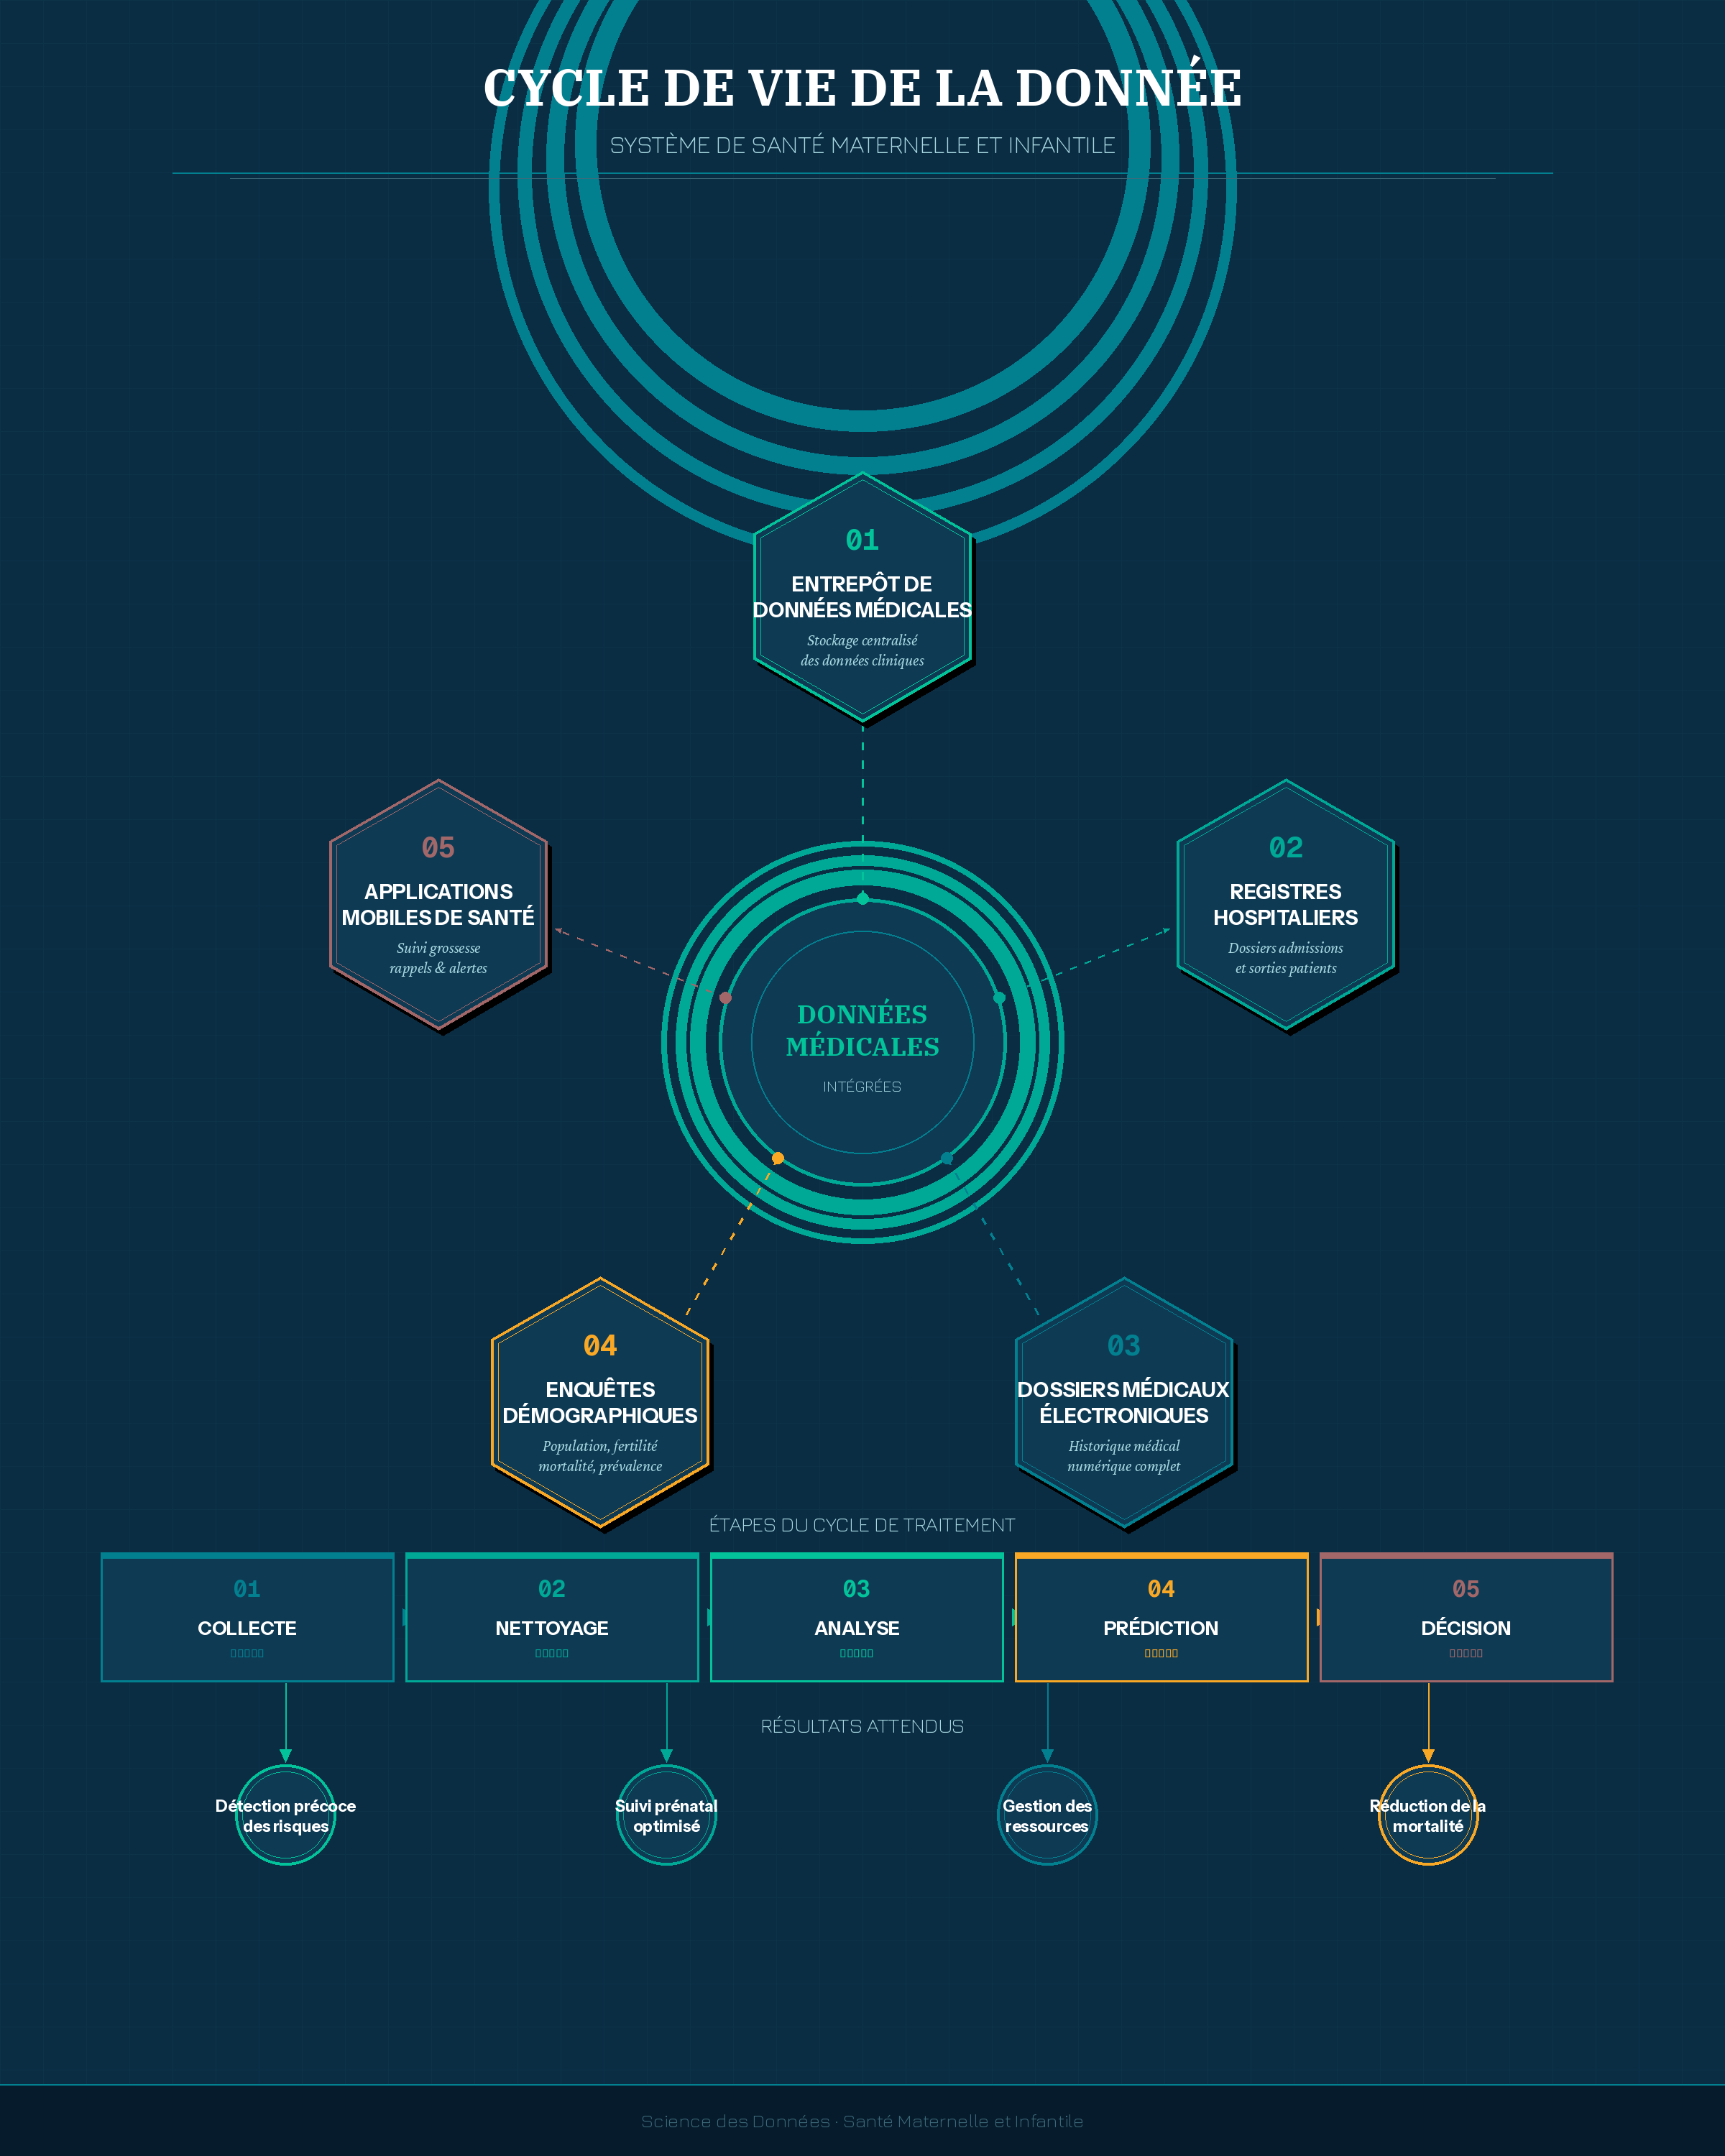 CYCLE DE VIE DE LA DONNÉE
SYSTÈME DE SANTÉ MATERNELLE ET INFANTILE
01
ENTREPÔT DE
DONNÉES MÉDICALES
Stockage centralisé
des données cliniques
05
APPLICATIONS
MOBILES DE SANTÉ
Suivi grossesse
rappels & alertes
02
REGISTRES
HOSPITALIERS
Dossiers admissions
et sorties patients
DONNÉES
MÉDICALES
INTÉGRÉES
04
ENQUÊTES
DÉMOGRAPHIQUES
Population, fertilité
mortalité, prévalence
03
DOSSIERS MÉDICAUX
ÉLECTRONIQUES
Historique médical
numérique complet
ÉTAPES DU CYCLE DE TRAITEMENT
01
COLLECTE
02
NETTOYAGE
03
ANALYSE
04
PRÉDICTION
05
DÉCISION
RÉSULTATS ATTENDUS
Détection précoce
des risques
Suivi prénatal
optimisé
Gestion des
ressources
Réduction de la
mortalité
Science des Données · Santé Maternelle et Infantile